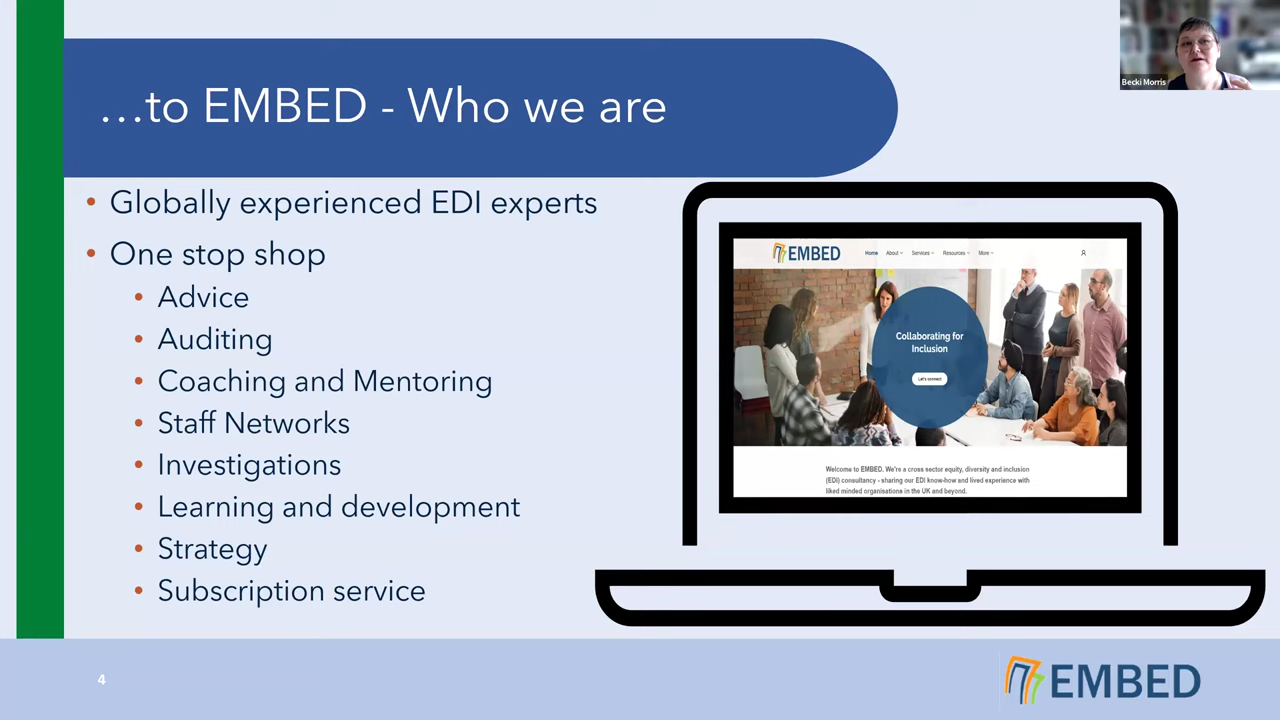 …to EMBED - Who we are
Becki Morris
• Globally experienced EDI experts
• One stop shop
• Advice
• Auditing
• Coaching and Mentoring
• Staff Networks
• Investigations
• Learning and development
• Strategy
• Subscription service
EMBED
Home About Services Resources More
Collaborating for
Inclusion
Let's connect
Welcome to EMBED. We're a cross sector equity, diversity and inclusion
(EDI) consultancy - sharing our EDI know-how and lived experience with
liked minded organisations in the UK and beyond.
4
EMBED